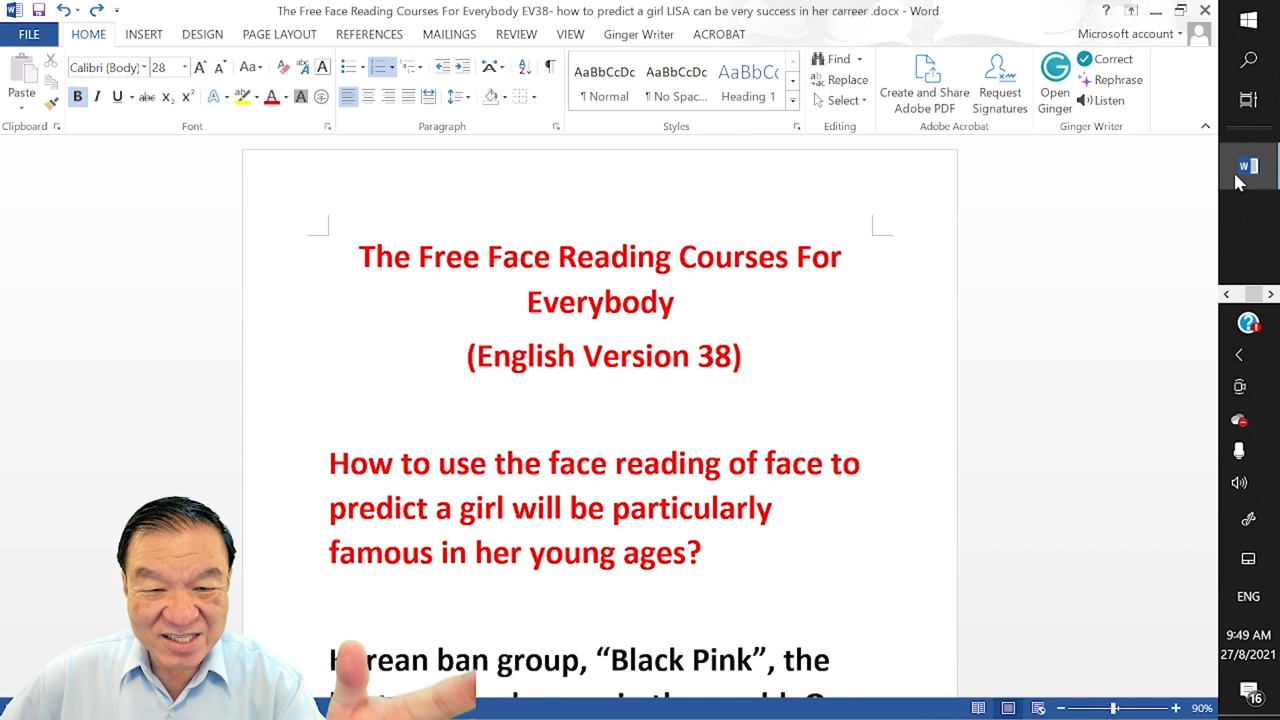 The Free Face Reading Courses For Everybody EV38- how to predict a girl LISA can be very success in her carreer .docx - Word
FILE
HOME
INSERT
DESIGN
PAGE LAYOUT
REFERENCES
MAILINGS
REVIEW
VIEW
Ginger Writer
ACROBAT
Microsoft account
Paste
Clipboard
Calibri (Body)
28
Font
Paragraph
AaBbCcDc
AaBbCcDc
AaBbCc
¶ Normal
¶ No Spac...
Heading 1
Styles
Find
Replace
Select
Editing
Create and Share
Adobe PDF
Request
Signatures
Adobe Acrobat
Open
Ginger
Correct
Rephrase
Listen
Ginger Writer
The Free Face Reading Courses For
Everybody
(English Version 38)
How to use the face reading of face to
predict a girl will be particularly
famous in her young ages?
ban group, “Black Pink”, the
ENG
9:49 AM
27/8/2021
16
90%